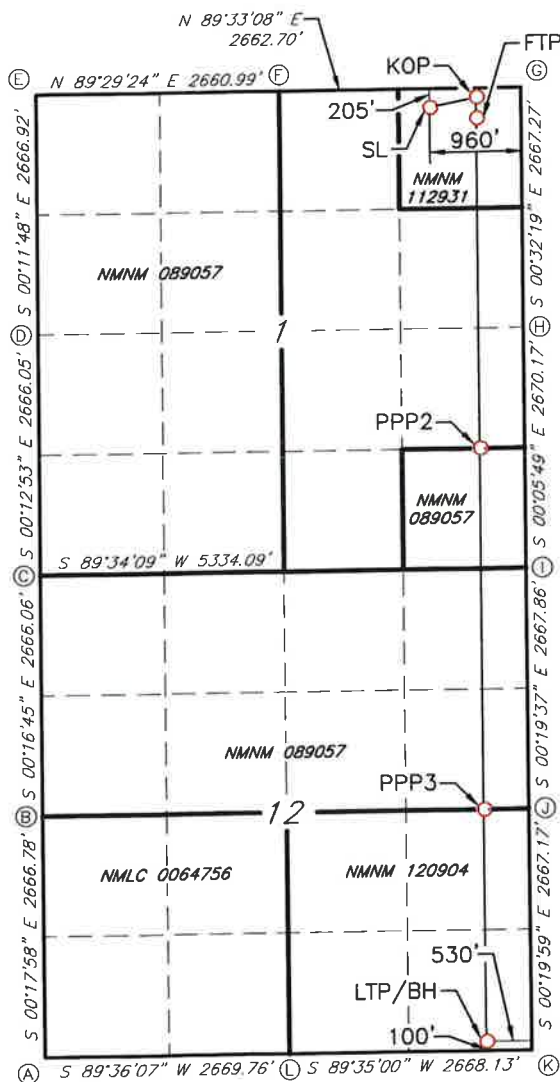 N 89°33'08" E
2662.70'
FTP
KOP
E N 89°29'24" E 2660.99' F
G
205'
SL
960'
NMNM
112931
S 00°11'48" E 2666.92'
S 00°32'19" E 2667.27'
NMNM 089057
D
1
H
S 00°12'53" E 2666.05'
S 00°05'49" E 2670.17'
PPP2
NMNM
089057
S 89°34'09" W 5334.09'
C
I
S 00°16'45" E 2666.06'
S 00°19'37" E 2667.86'
NMNM 089057
PPP3
B
12
J
NMLC 0064756
NMNM 120904
S 00°17'58" E 2666.78'
S 00°19'59" E 2667.17'
530'
LTP/BH
100'
A S 89°36'07" W 2669.76' L S 89°35'00" W 2668.13' K